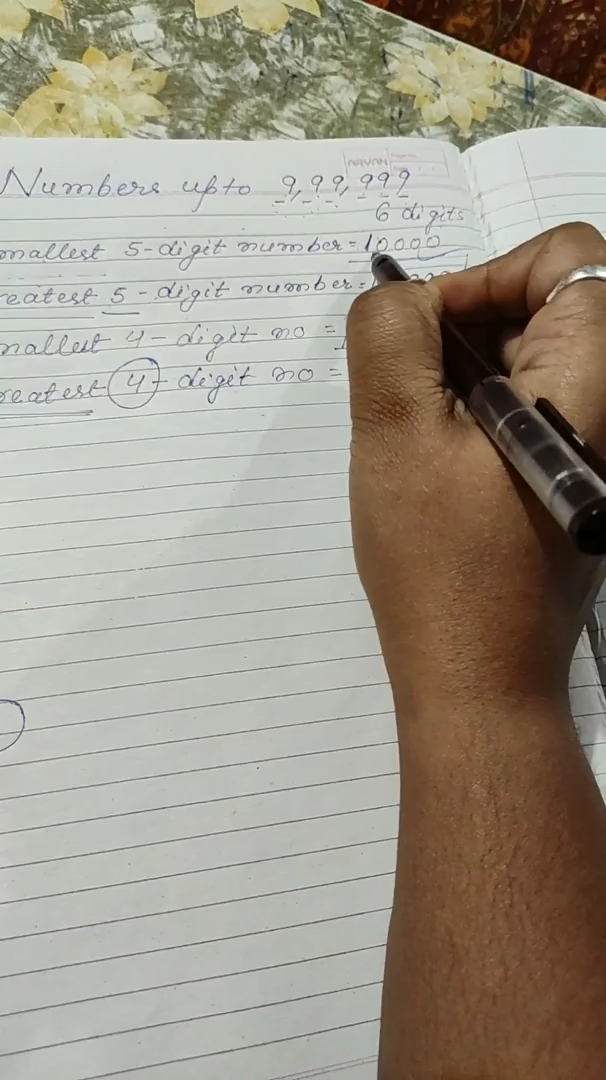 Numbers upto 9,99,999
6 digits
mallest 5-digit number = 10000
reatest 5-digit number =
mallest 4-digit no =
reatest 4-digit no =